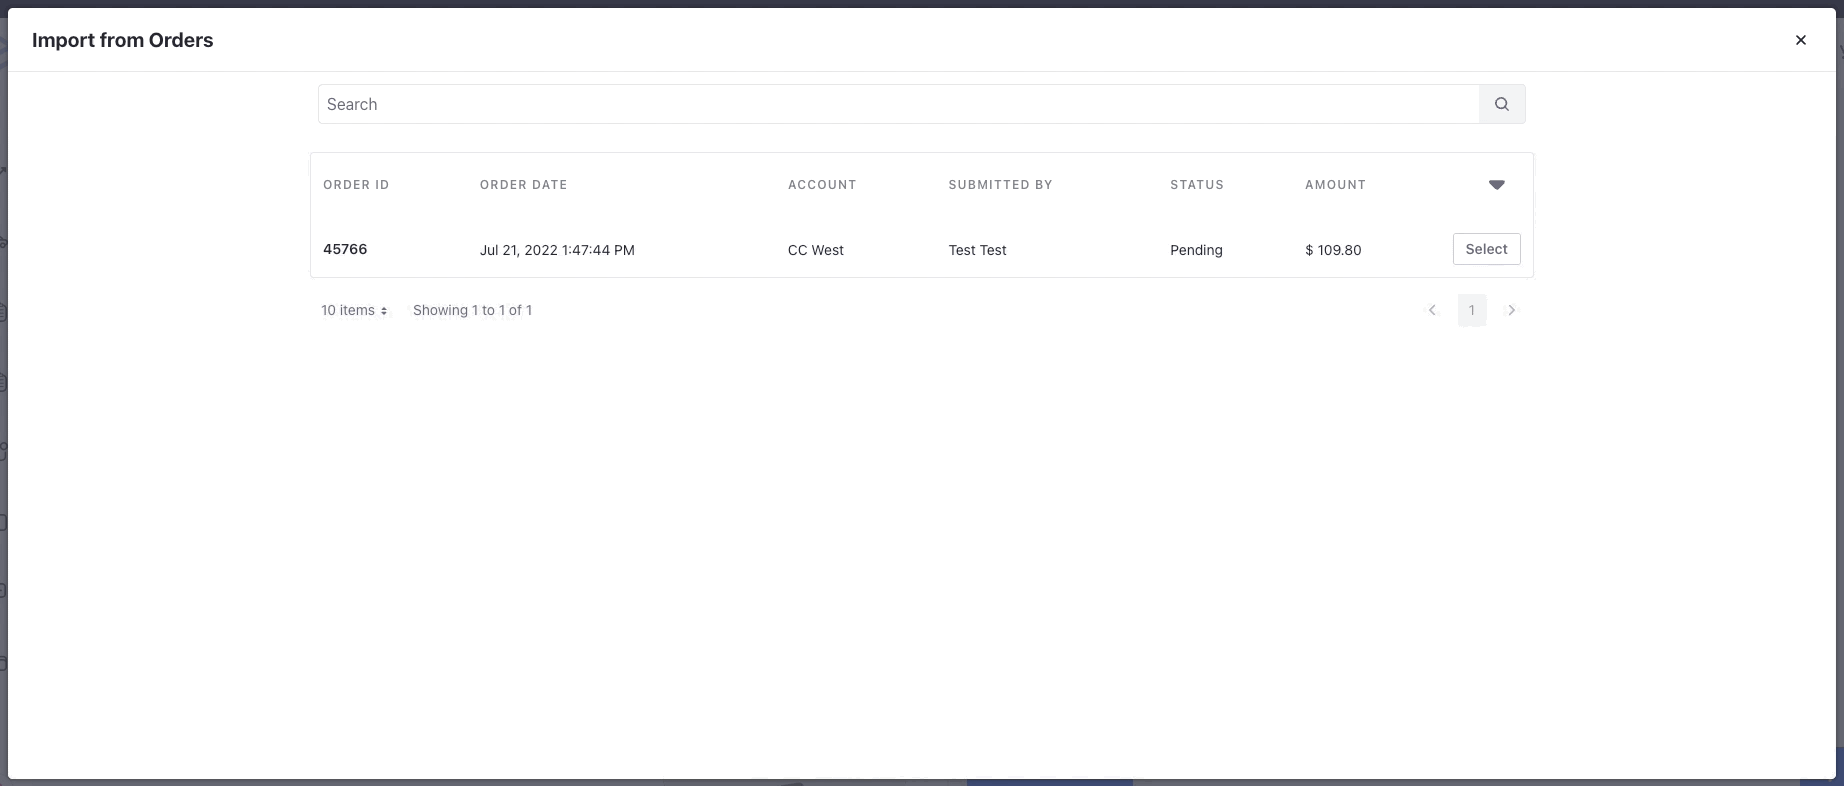 Import from Orders
Search
ORDER ID ORDER DATE ACCOUNT SUBMITTED BY STATUS AMOUNT
45766 Jul 21, 2022 1:47:44 PM CC West Test Test Pending $ 109.80 Select
10 items Showing 1 to 1 of 1 1